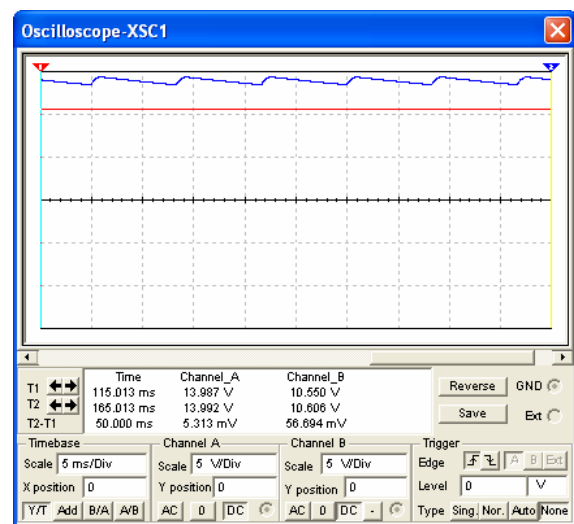 Oscilloscope-XSC1
1 2
Time Channel_A Channel_B
T1 115.013 ms 13.987 V 10.550 V
T2 165.013 ms 13.992 V 10.606 V
T2-T1 50.000 ms 5.313 mV 56.694 mV
Reverse GND
Save Ext
Timebase Channel A Channel B Trigger
Scale 5 ms/Div Scale 5 V/Div Scale 5 V/Div Edge A B Ext
X position 0 Y position 0 Y position 0 Level 0 V
Y/T Add B/A A/B AC 0 DC AC 0 DC - Type Sing. Nor. Auto None